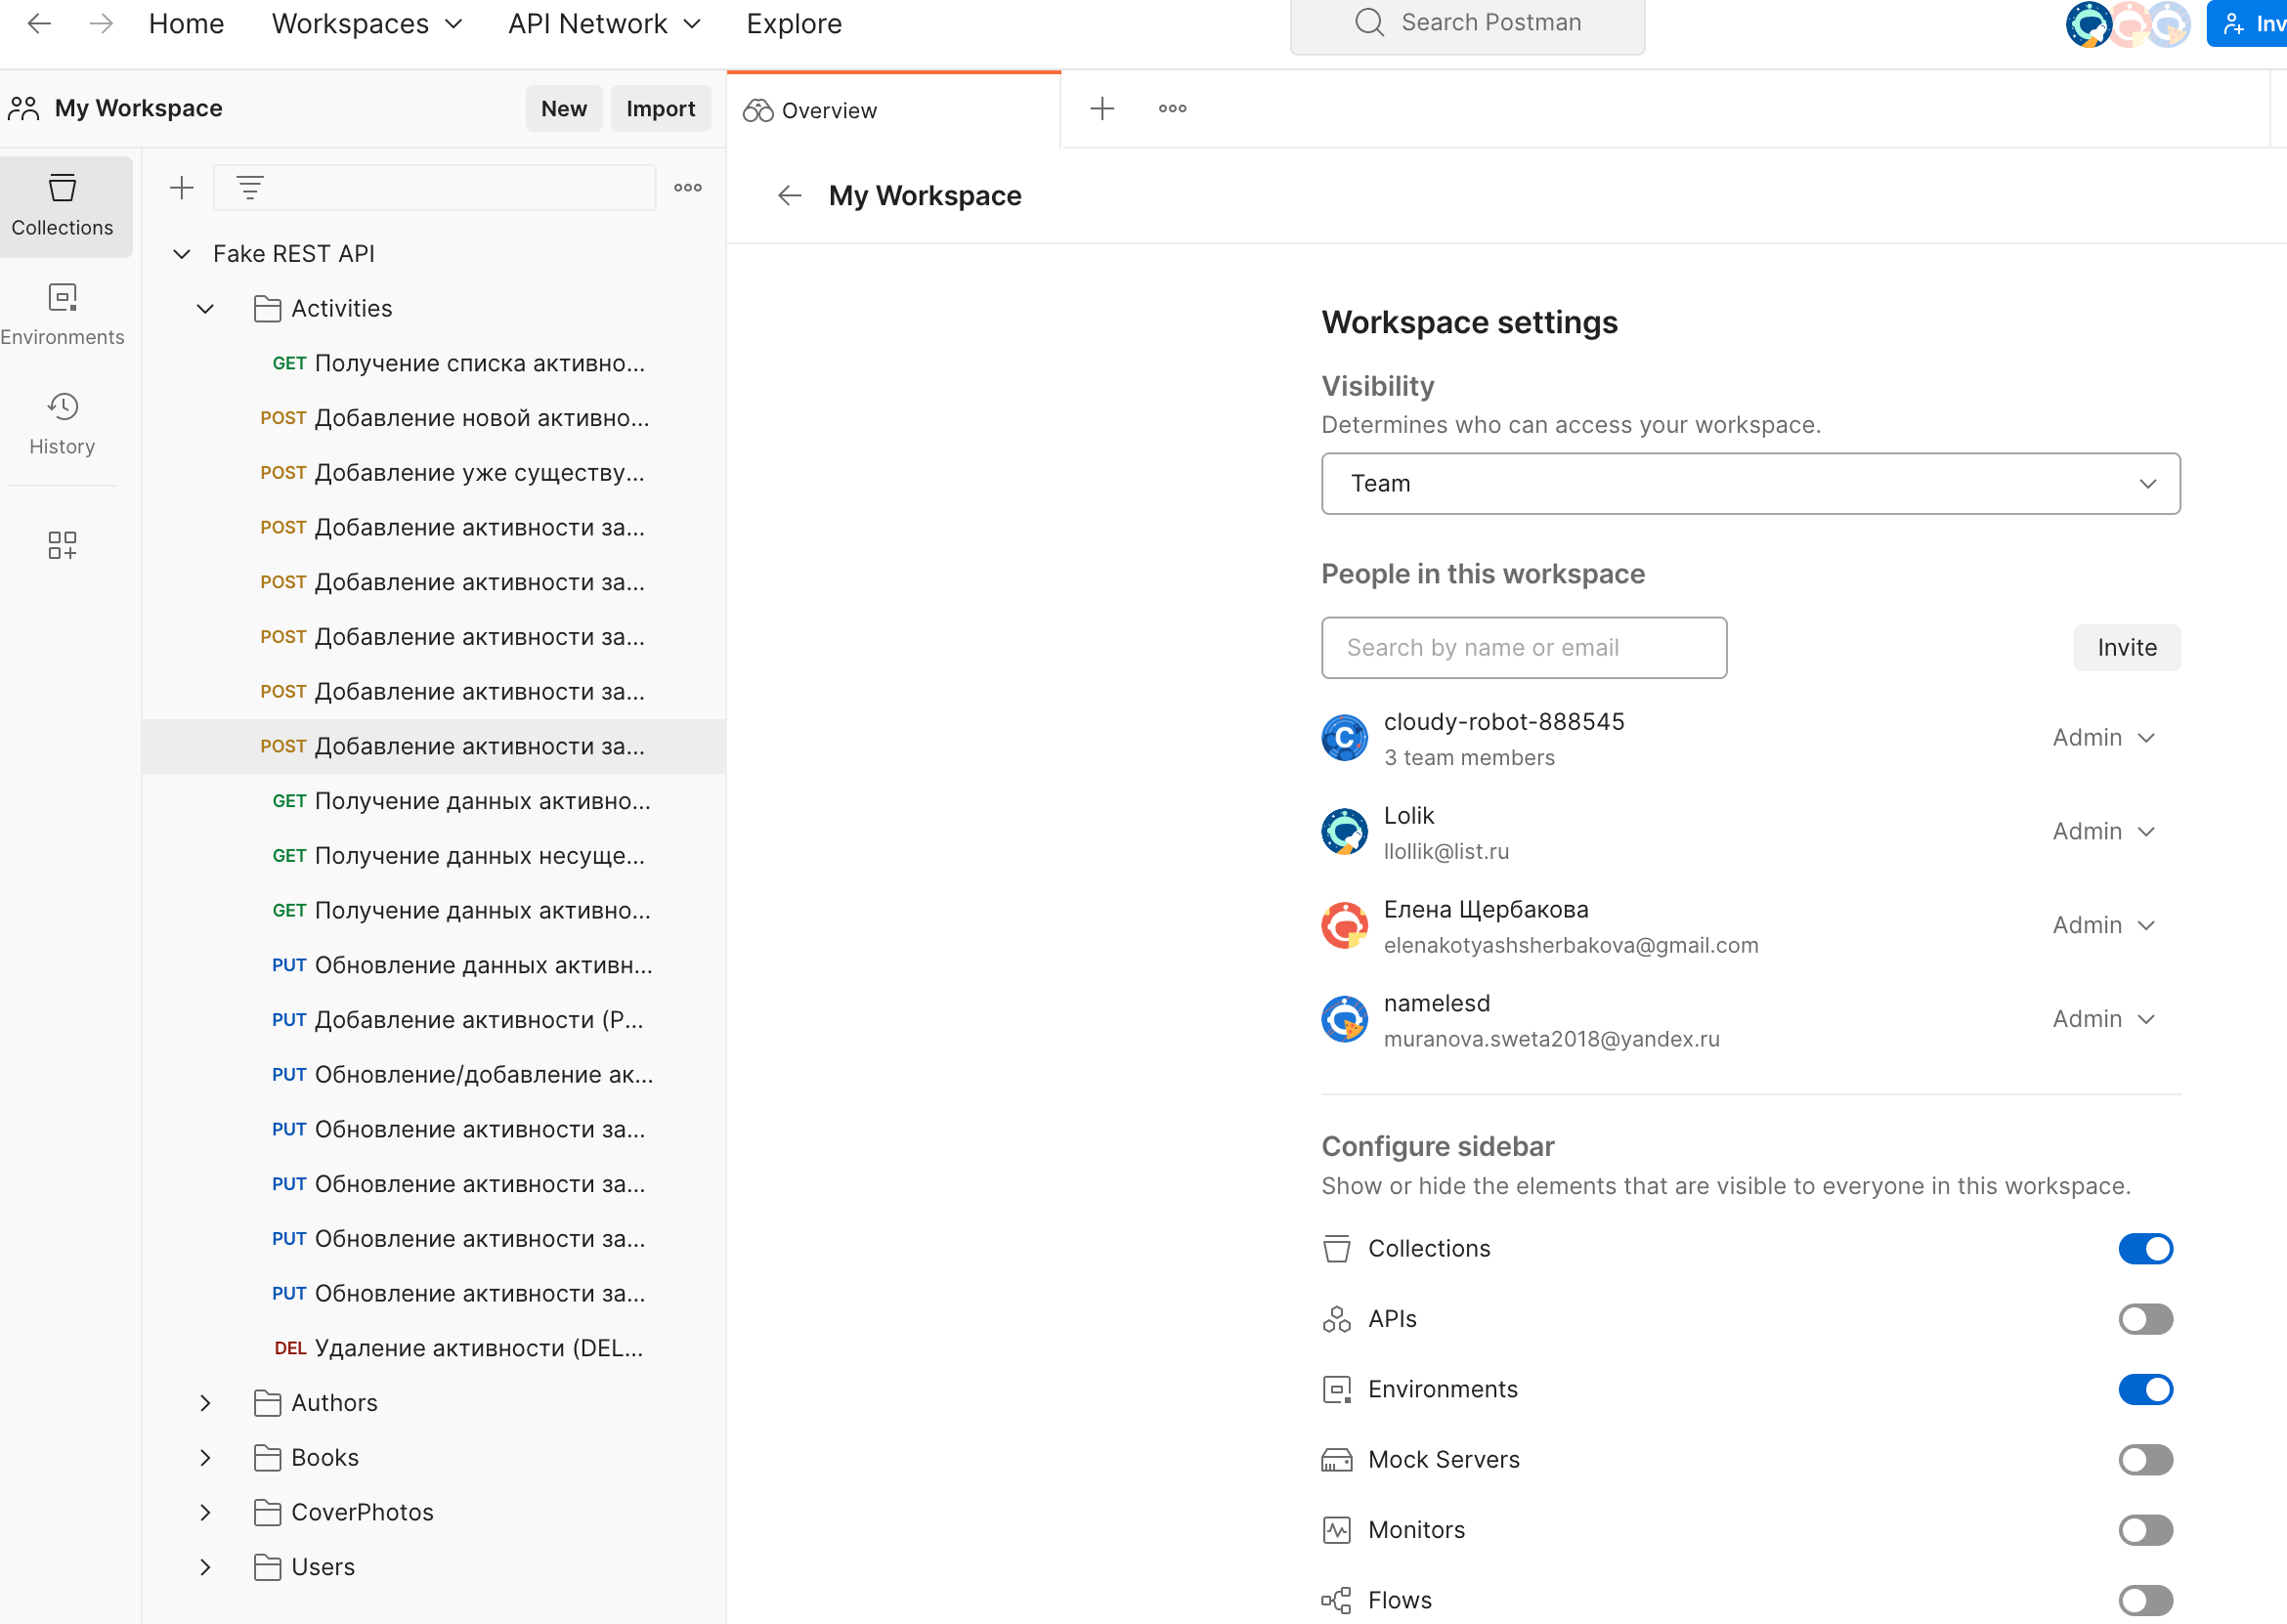 Home Workspaces API Network Explore Search Postman
My Workspace New Import
Collections
Environments
History
Fake REST API
Activities
GET Получение списка активно...
POST Добавление новой активно...
POST Добавление уже существу...
POST Добавление активности за...
POST Добавление активности за...
POST Добавление активности за...
POST Добавление активности за...
POST Добавление активности за...
GET Получение данных активно...
GET Получение данных несуще...
GET Получение данных активно...
PUT Обновление данных активн...
PUT Добавление активности (P...
PUT Обновление/добавление ак...
PUT Обновление активности за...
PUT Обновление активности за...
PUT Обновление активности за...
PUT Обновление активности за...
DEL Удаление активности (DEL...
Authors
Books
CoverPhotos
Users
Overview
My Workspace
Workspace settings
Visibility
Determines who can access your workspace.
Team
People in this workspace
Search by name or email Invite
C cloudy-robot-888545 Admin
3 team members
Lolik Admin
llollik@list.ru
Елена Щербакова Admin
elenakotyashsherbakova@gmail.com
namelesd Admin
muranova.sweta2018@yandex.ru
Configure sidebar
Show or hide the elements that are visible to everyone in this workspace.
Collections
APIs
Environments
Mock Servers
Monitors
Flows